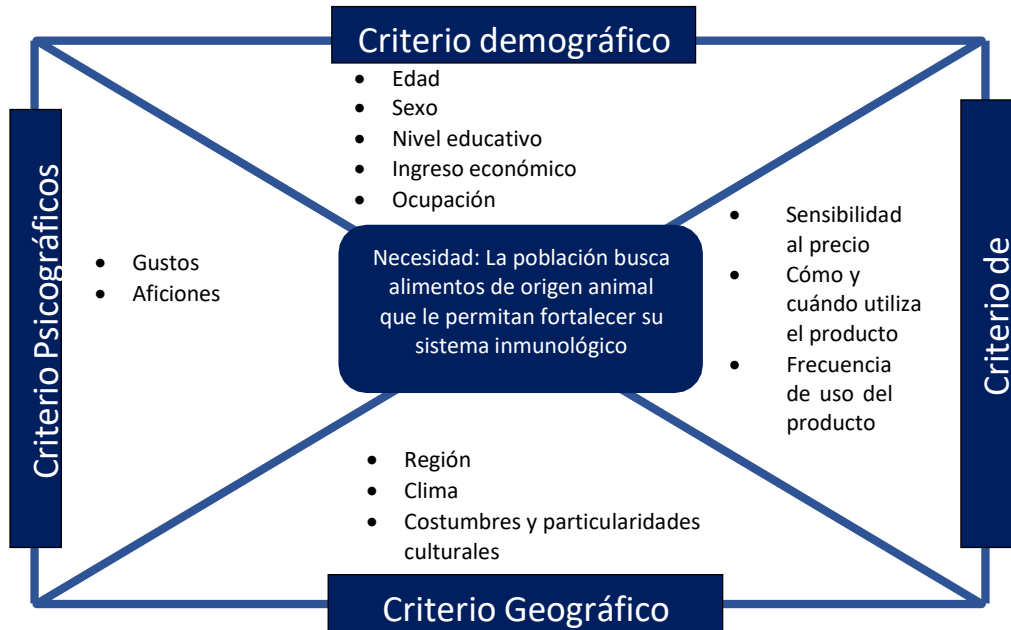 Criterio demográfico
• Edad
• Sexo
• Nivel educativo
• Ingreso económico
• Ocupación
Criterio Psicográficos
• Gustos
• Aficiones
Necesidad: La población busca
alimentos de origen animal
que le permitan fortalecer su
sistema inmunológico
• Sensibilidad
al precio
• Cómo y
cuándo utiliza
el producto
• Frecuencia
de uso del
producto
Criterio de
• Región
• Clima
• Costumbres y particularidades
culturales
Criterio Geográfico